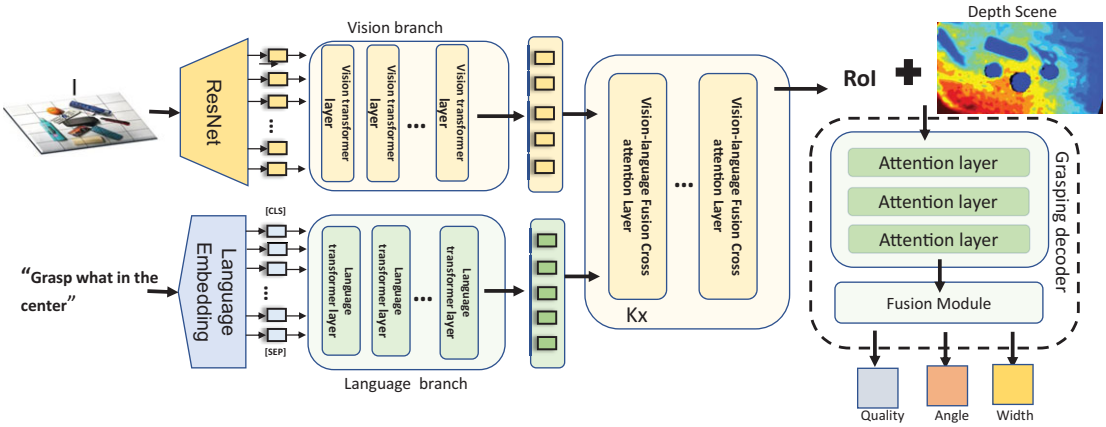 Vision branch
ResNet
Vision transformer
layer
Vision transformer
layer
...
Vision transformer
layer
...
Vision-language Fusion Cross
attention Layer
...
Vision-language Fusion Cross
attention Layer
Kx
RoI
Depth Scene
Attention layer
Attention layer
Attention layer
Fusion Module
Grasping decoder
Quality
Angle
Width
“Grasp what in the
center”
Language
Embedding
[CLS]
...
[SEP]
Language
transformer layer
Language
transformer layer
...
Language
transformer layer
Language branch